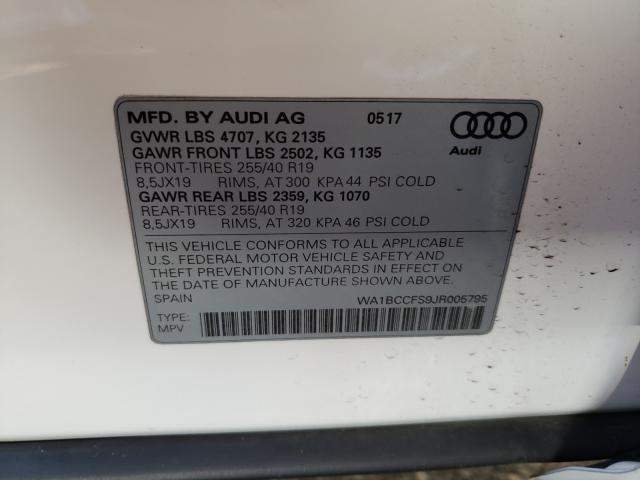 MFD. BY AUDI AG 0517
GVWR LBS 4707, KG 2135
GAWR FRONT LBS 2502, KG 1135
FRONT-TIRES 255/40 R19
8,5JX19 RIMS, AT 300 KPA 44 PSI COLD
GAWR REAR LBS 2359, KG 1070
REAR-TIRES 255/40 R19
8,5JX19 RIMS, AT 320 KPA 46 PSI COLD
Audi
THIS VEHICLE CONFORMS TO ALL APPLICABLE
U.S. FEDERAL MOTOR VEHICLE SAFETY AND
THEFT PREVENTION STANDARDS IN EFFECT ON
THE DATE OF MANUFACTURE SHOWN ABOVE.
SPAIN WA1BCCFS9JR005795
TYPE:
MPV